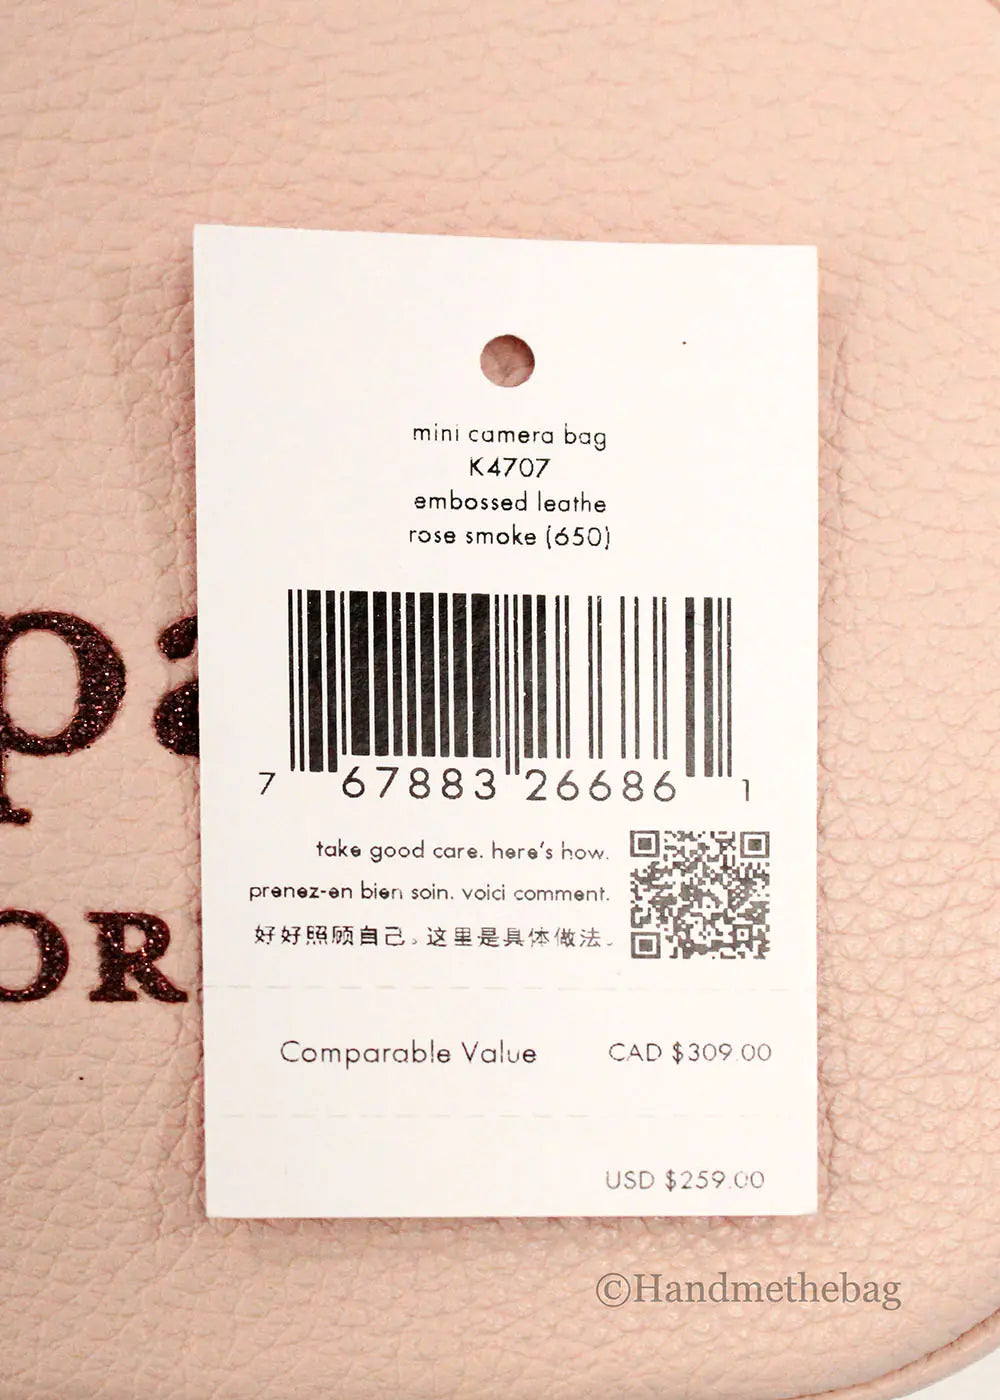 mini camera bag
K4707
embossed leathe
rose smoke (650)
7 67883 26686 1
take good care. here's how.
prenez-en bien soin. voici comment.
好好照顾自己。这里是具体做法。
Comparable Value CAD $309.00
USD $259.00
pa
OR
©Handmethebag